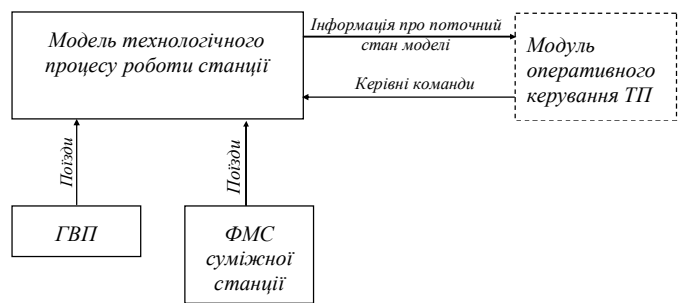 Модель технологічного
процесу роботи станції
Інформація про поточний
стан моделі
Керівні команди
Модуль
оперативного
керування ТП
Поїзди
Поїзди
ГВП
ФМС
суміжної
станції